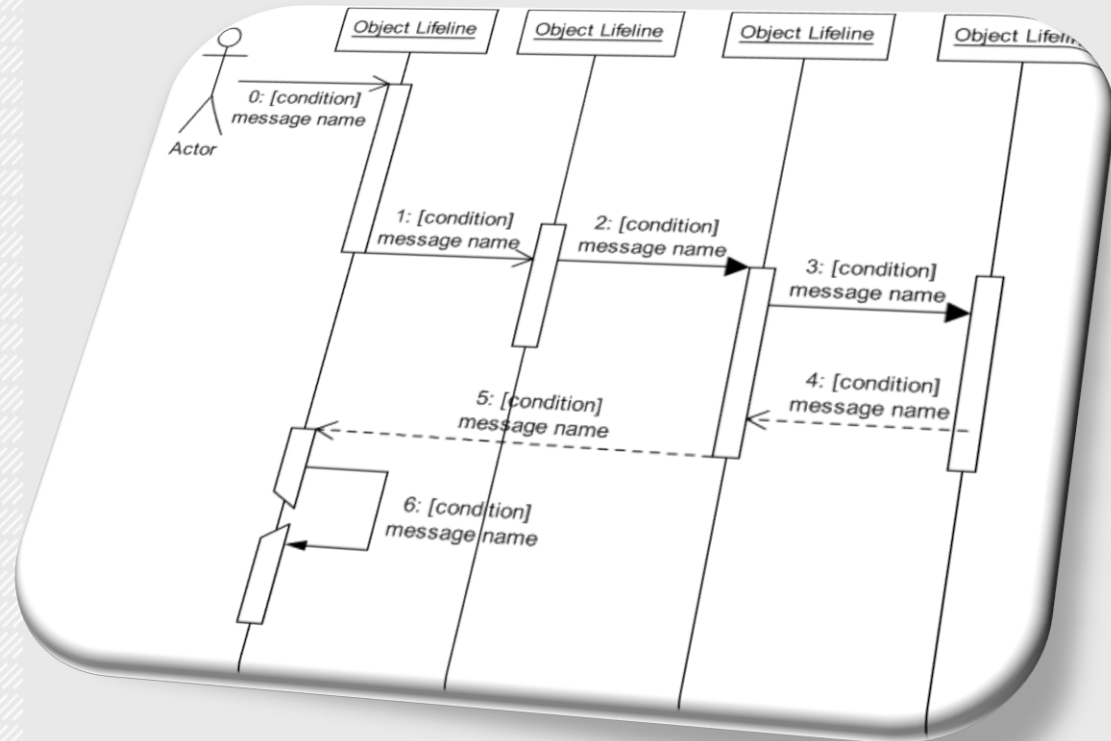 Object Lifeline
Object Lifeline
Object Lifeline
Object
0: [condition]
message name
Actor
1: [condition]
message name
2: [condition]
message name
3: [condition]
message name
4: [condition]
message name
5: [condition]
message name
6: [condition]
message name